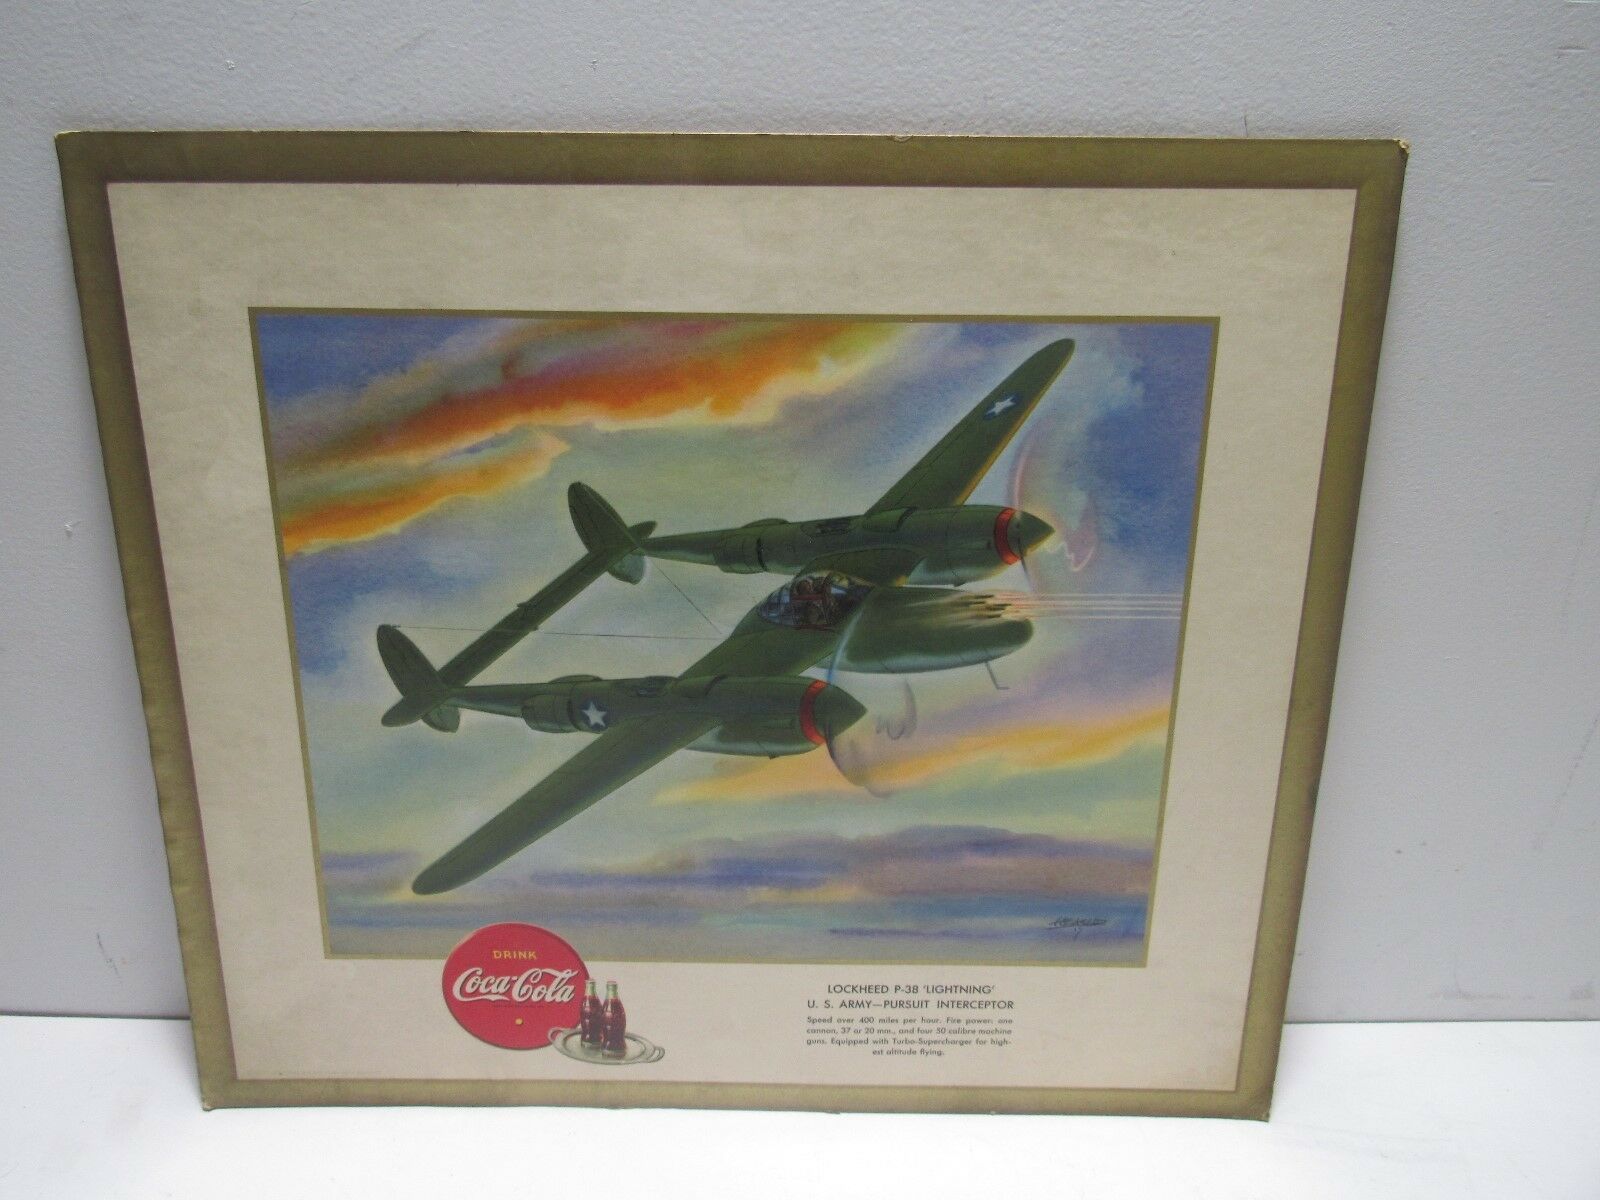 DRINK
Coca-Cola
LOCKHEED P-38 'LIGHTNING'
U. S. ARMY—PURSUIT INTERCEPTOR
Speed over 400 miles per hour. Fire power: one
cannon, 37 or 20 mm., and four 50 calibre machine
guns. Equipped with Turbo-Supercharger for high-
est altitude flying.